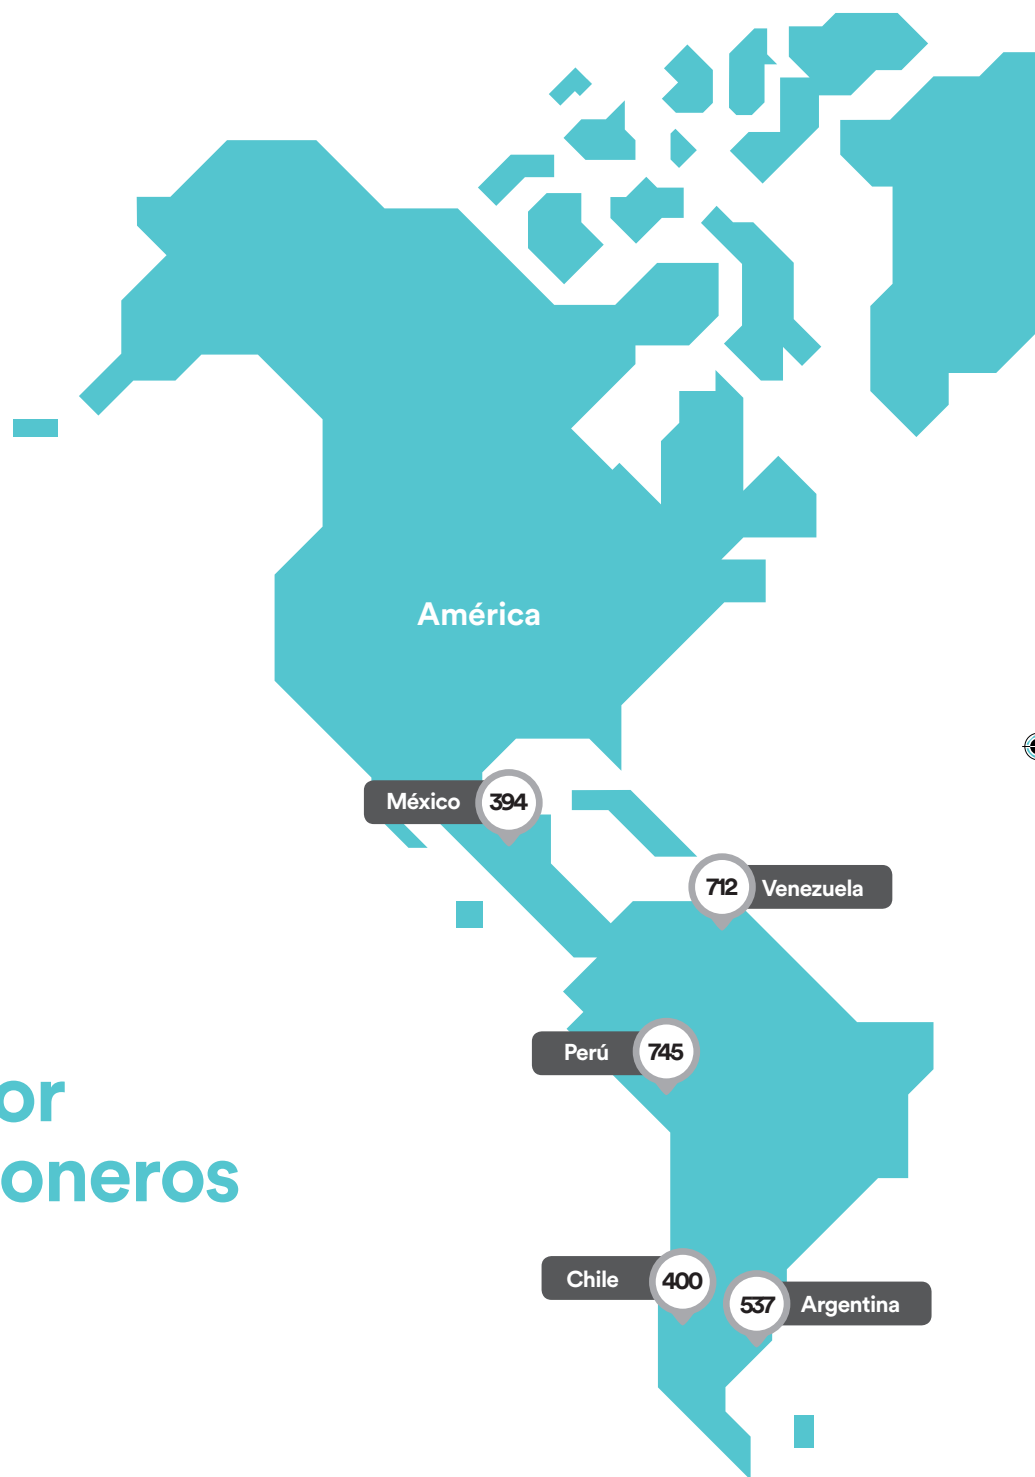 América
México 394
712 Venezuela
Perú 745
or
oneros
Chile 400
537 Argentina